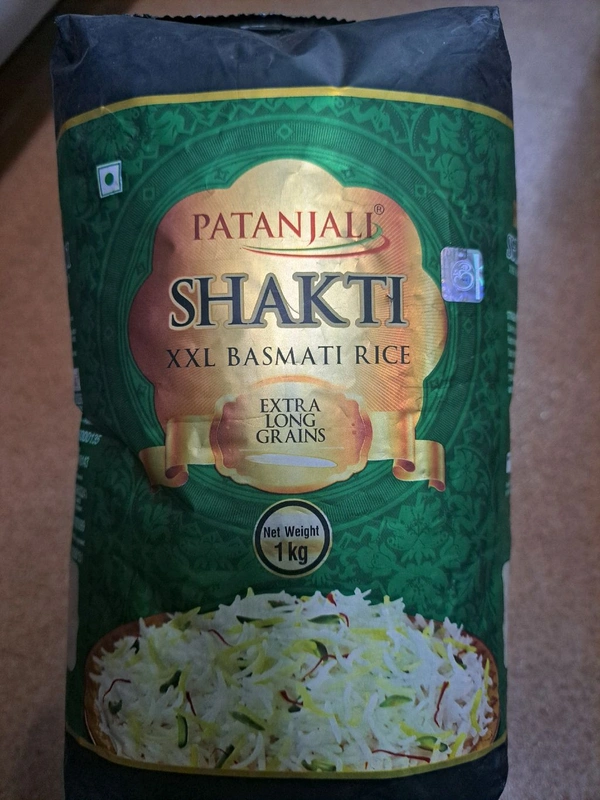 PATANJALI®
SHAKTI
XXL BASMATI RICE
EXTRA
LONG
GRAINS
Net Weight
1 kg